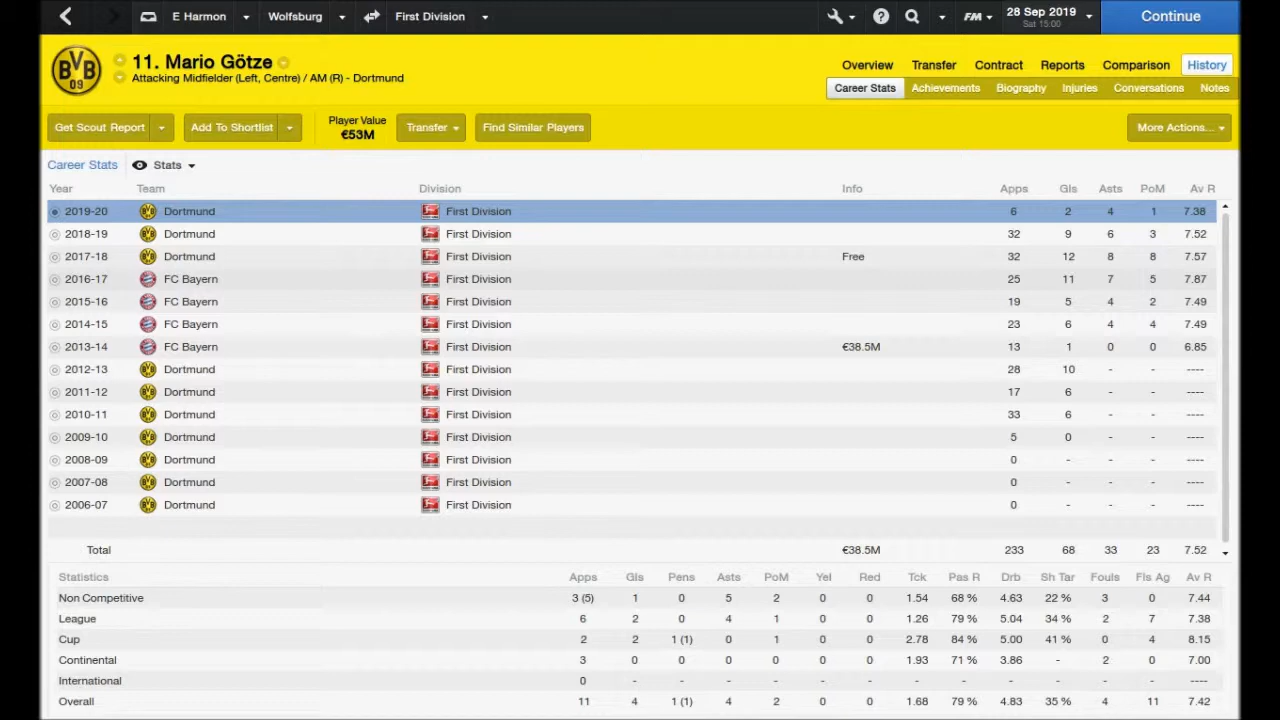 E Harmon Wolfsburg First Division FM 28 Sep 2019 Continue
Sat 15:00
BVB 09
11. Mario Götze
Attacking Midfielder (Left, Centre) / AM (R) - Dortmund
Overview Transfer Contract Reports Comparison History
Career Stats Achievements Biography Injuries Conversations Notes
Get Scout Report Add To Shortlist Player Value €53M Transfer Find Similar Players More Actions...
Career Stats Stats
Year Team Division Info Apps Gls Asts PoM Av R
2019-20 Dortmund First Division 6 2 4 1 7.38
2018-19 Dortmund First Division 32 9 6 3 7.52
2017-18 Dortmund First Division Free 32 12 8 8 7.57
2016-17 FC Bayern First Division 25 11 7 5 7.87
2015-16 FC Bayern First Division 19 5 4 2 7.49
2014-15 FC Bayern First Division 23 6 4 4 7.49
2013-14 FC Bayern First Division €38.5M 13 1 0 0 6.85
2012-13 Dortmund First Division 28 10 - - ----
2011-12 Dortmund First Division 17 6 - - ----
2010-11 Dortmund First Division 33 6 - - ----
2009-10 Dortmund First Division 5 0 - - ----
2008-09 Dortmund First Division 0 - - - ----
2007-08 Dortmund First Division 0 - - - ----
2006-07 Dortmund First Division 0 - - - ----
Total €38.5M 233 68 33 23 7.52
Statistics Apps Gls Pens Asts PoM Yel Red Tck Pas R Drb Sh Tar Fouls Fls Ag Av R
Non Competitive 3 (5) 1 0 5 2 0 0 1.54 68 % 4.63 22 % 3 0 7.44
League 6 2 0 4 1 0 0 1.26 79 % 5.04 34 % 2 7 7.38
Cup 2 2 1 (1) 0 1 0 0 2.78 84 % 5.00 41 % 0 4 8.15
Continental 3 0 0 0 0 0 0 1.93 71 % 3.86 - 2 0 7.00
International 0 - - - - - - - - - - - - ----
Overall 11 4 1 (1) 4 2 0 0 1.68 79 % 4.83 35 % 4 11 7.42